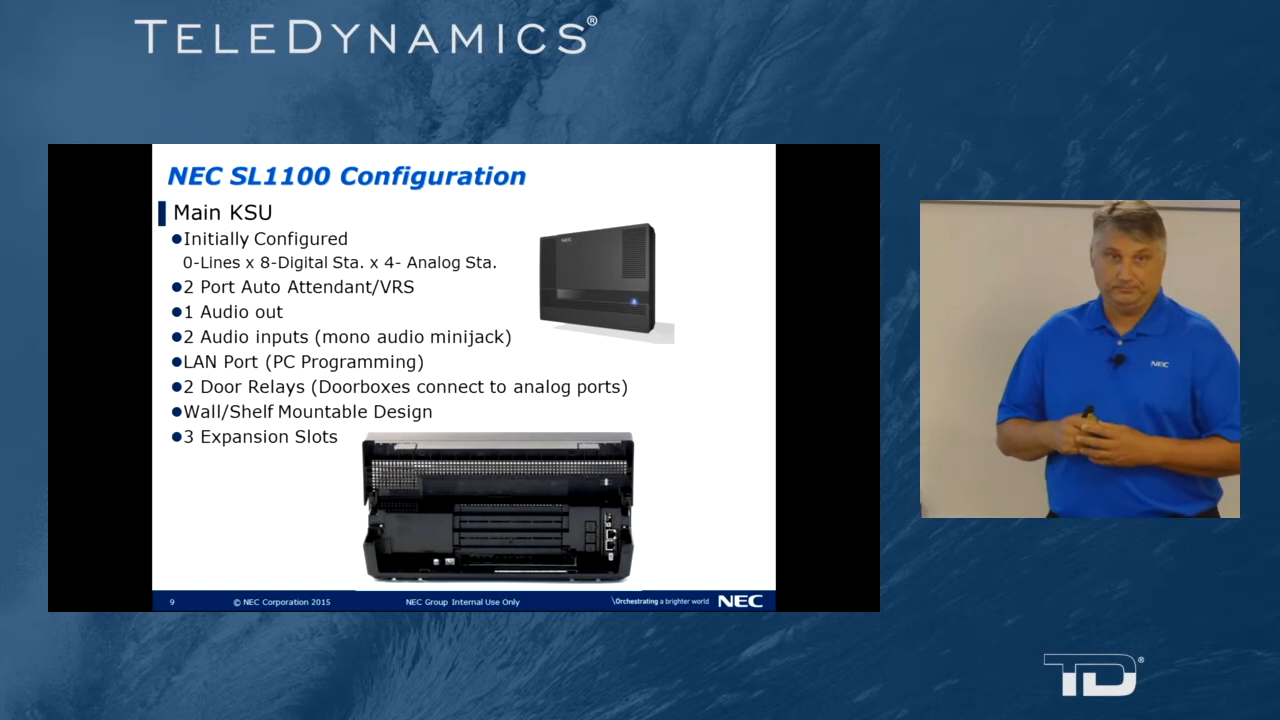 TELEDYNAMICS®
NEC SL1100 Configuration
Main KSU
●Initially Configured
0-Lines x 8-Digital Sta. x 4- Analog Sta.
●2 Port Auto Attendant/VRS
●1 Audio out
●2 Audio inputs (mono audio minijack)
●LAN Port (PC Programming)
●2 Door Relays (Doorboxes connect to analog ports)
●Wall/Shelf Mountable Design
●3 Expansion Slots
NEC
NEC
9 © NEC Corporation 2015 NEC Group Internal Use Only \Orchestrating a brighter world NEC
TD®